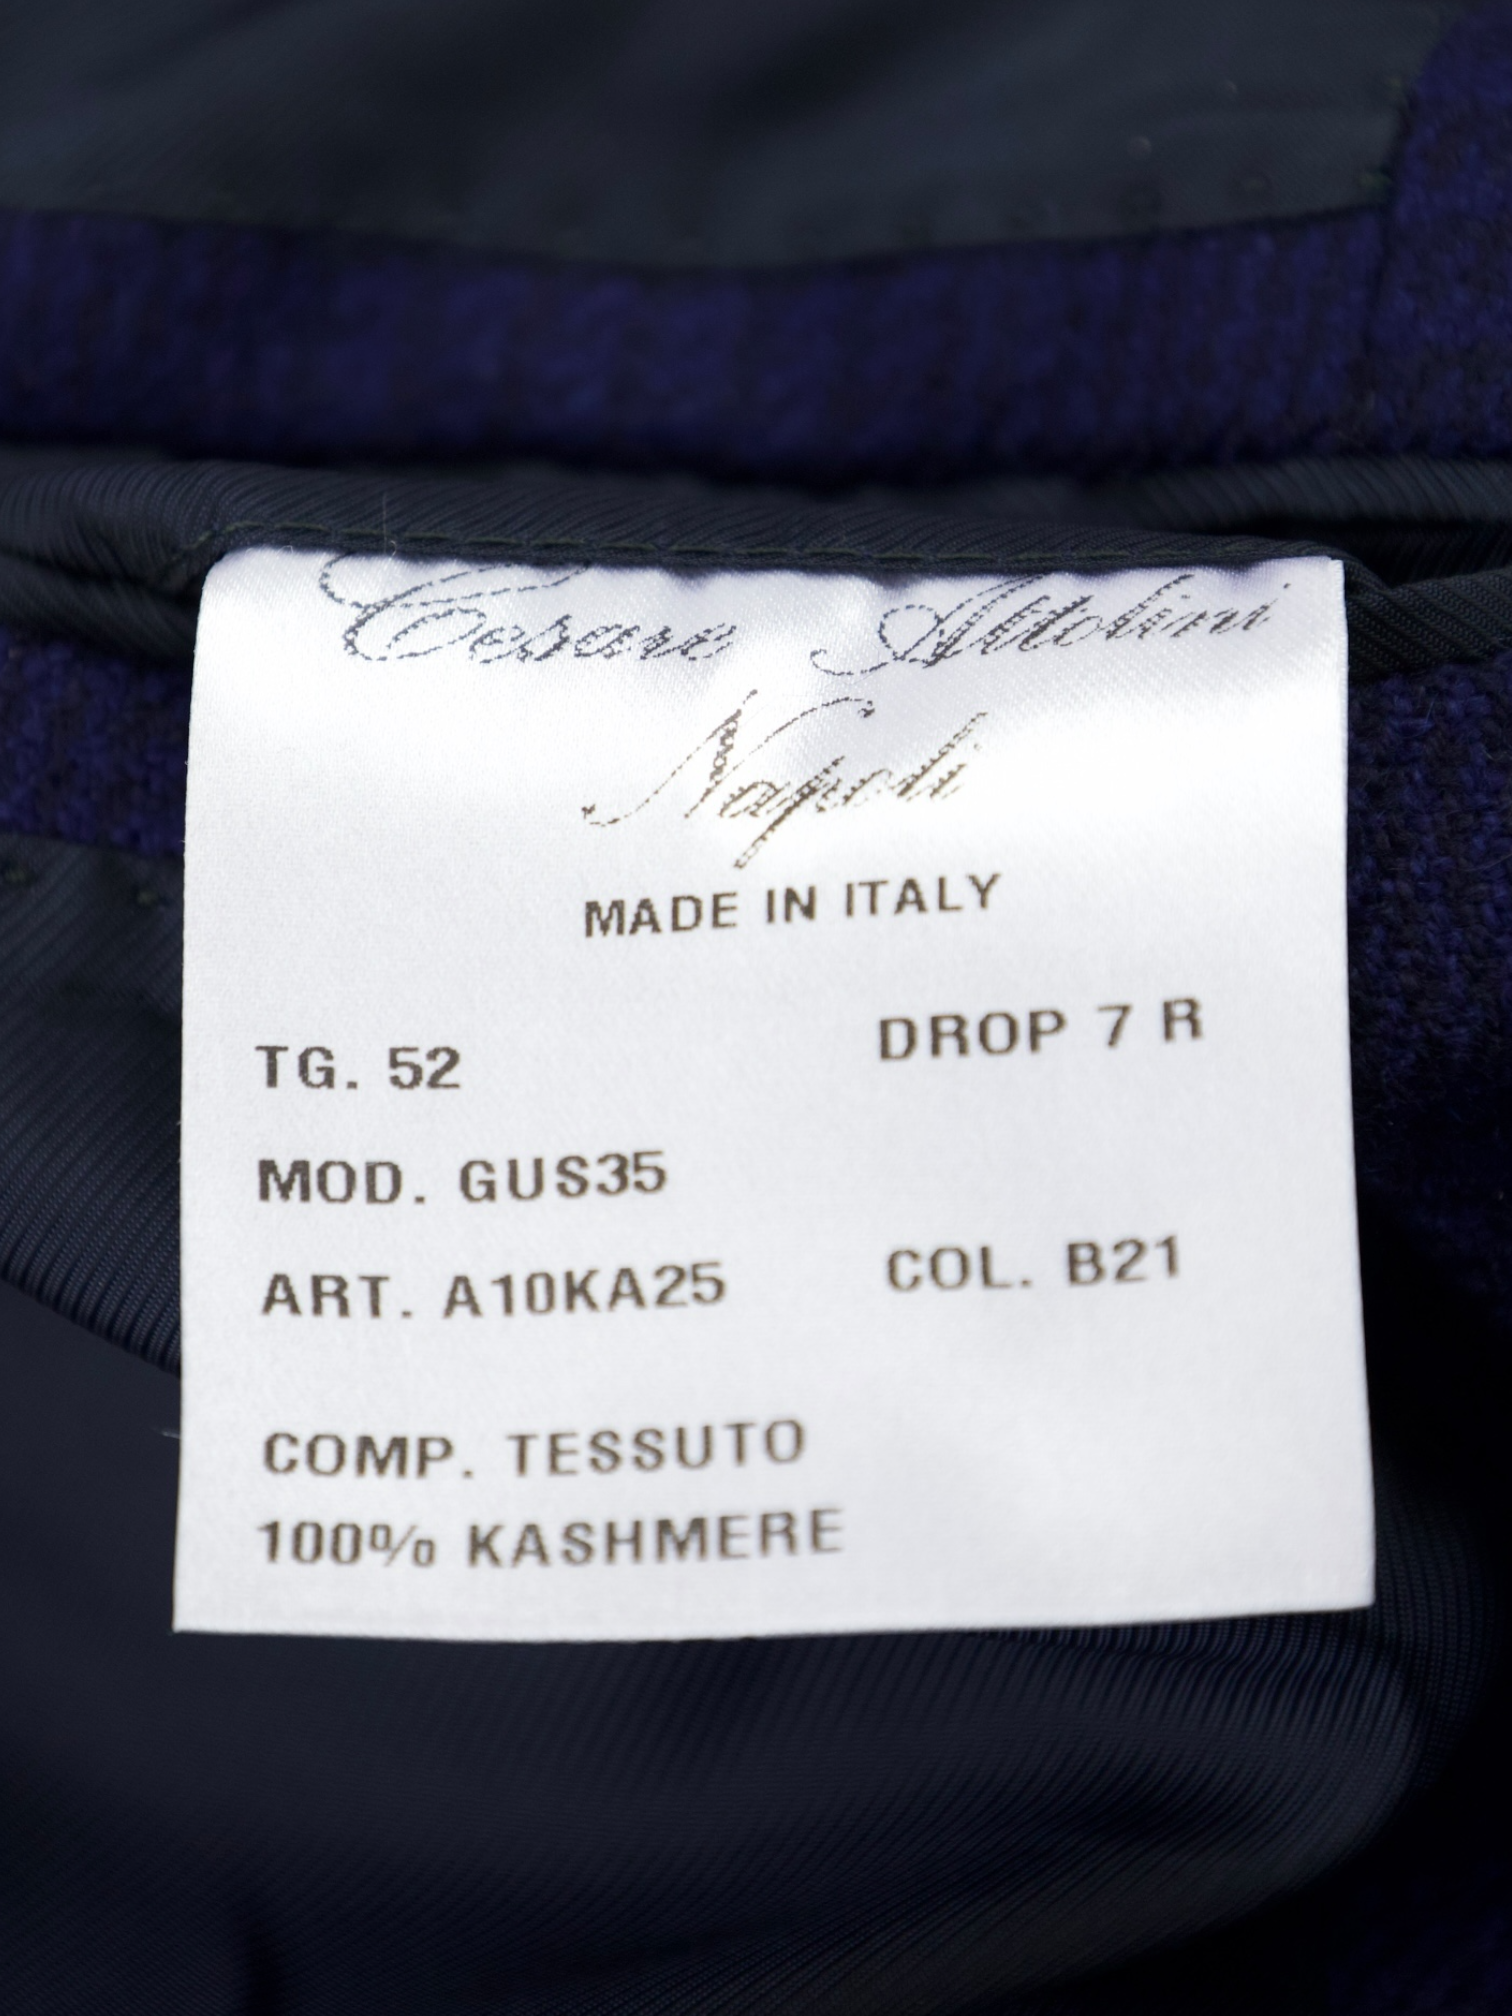 Cesare Attolini
Napoli
MADE IN ITALY
TG. 52 DROP 7 R
MOD. GUS35
ART. A10KA25 COL. B21
COMP. TESSUTO
100% KASHMERE